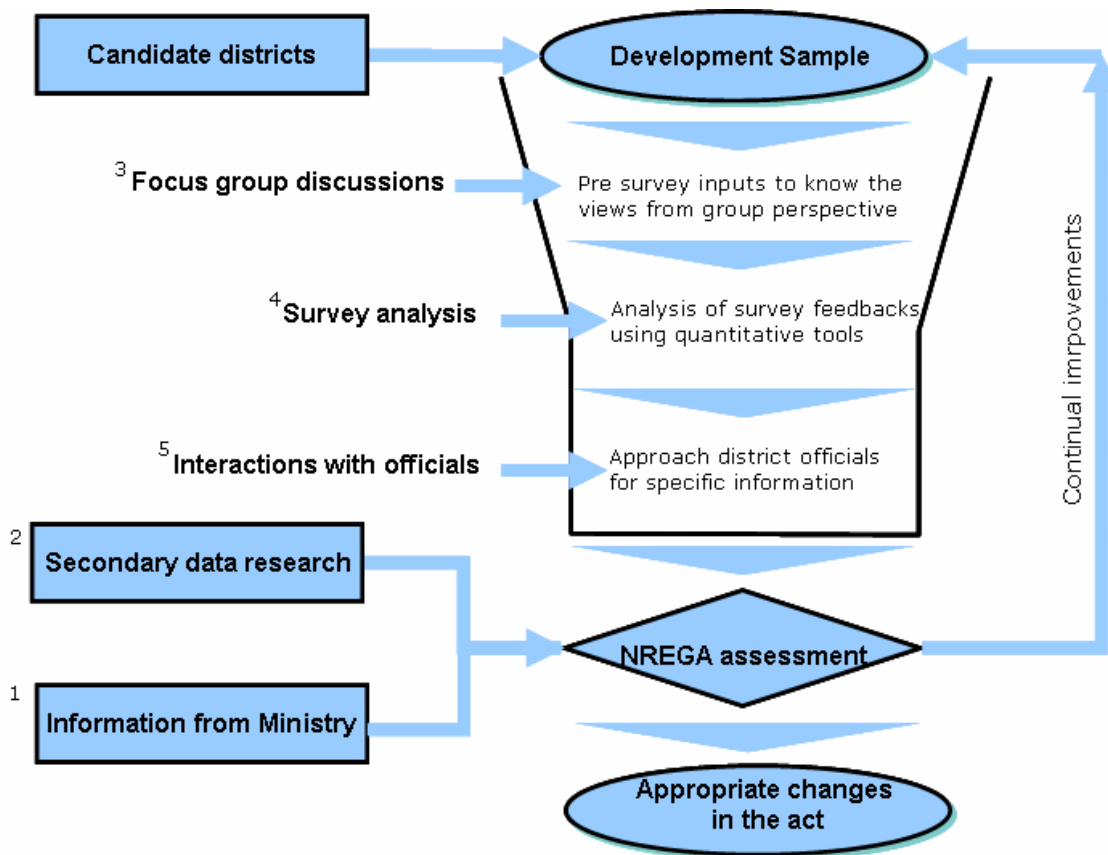 Candidate districts
Development Sample
3 Focus group discussions
Pre survey inputs to know the
views from group perspective
4 Survey analysis
Analysis of survey feedbacks
using quantitative tools
5 Interactions with officials
Approach district officials
for specific information
Continual imrpovements
2
Secondary data research
NREGA assessment
1
Information from Ministry
Appropriate changes
in the act